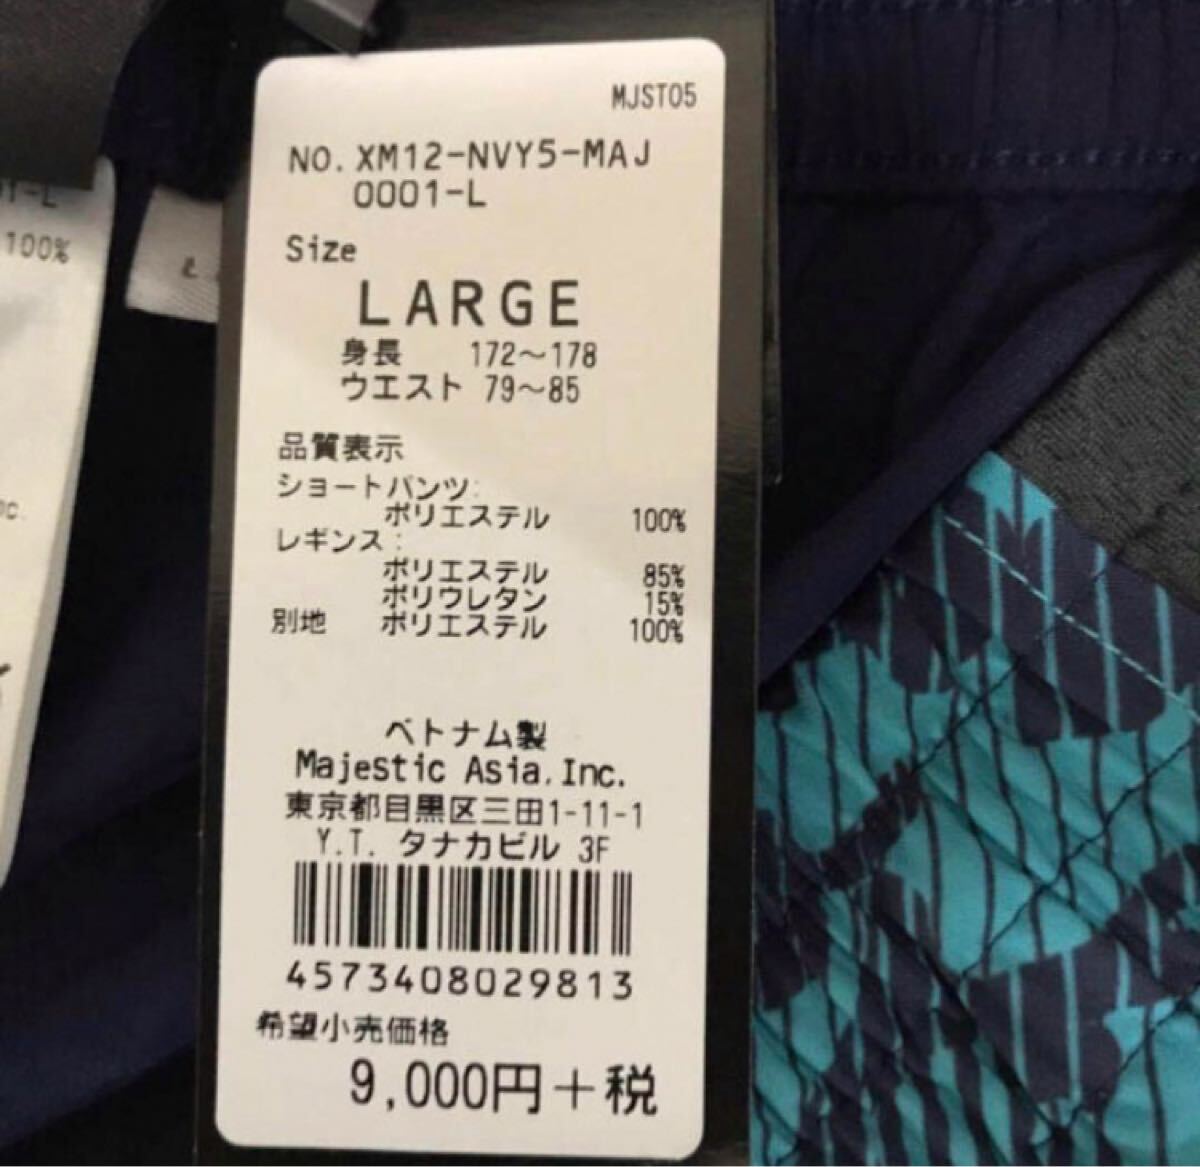 MJST05
NO. XM12-NVY5-MAJ
0001-L
Size
LARGE
身長 172～178
ウエスト 79～85
品質表示
ショートパンツ:
ポリエステル 100%
レギンス:
ポリエステル 85%
ポリウレタン 15%
別地 ポリエステル 100%
ベトナム製
Majestic Asia, Inc.
東京都目黒区三田1-11-1
Y.T. タナカビル 3F
4573408029813
希望小売価格
9,000円＋税
1-L
100%